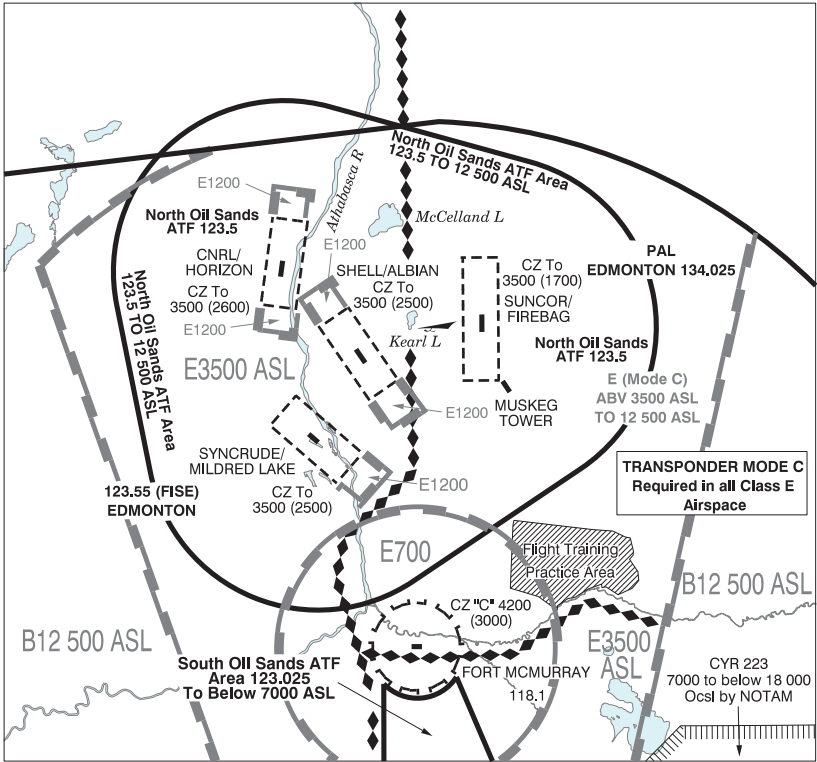 North Oil Sands ATF Area
123.5 TO 12 500 ASL
E1200
Athabasca R
North Oil Sands
ATF 123.5
McCelland L
E1200
CNRL/
HORIZON
CZ To
3500 (2600)
E1200
SHELL/ALBIAN
CZ To
3500 (2500)
CZ To
3500 (1700)
SUNCOR/
FIREBAG
PAL
EDMONTON 134.025
North Oil Sands ATF Area
123.5 TO 12 500 ASL
Kearl L
North Oil Sands
ATF 123.5
E3500 ASL
E (Mode C)
ABV 3500 ASL
TO 12 500 ASL
E1200
MUSKEG
TOWER
SYNCRUDE/
MILDRED LAKE
CZ To
3500 (2500)
E1200
TRANSPONDER MODE C
Required in all Class E
Airspace
123.55 (FISE)
EDMONTON
E700
Flight Training
Practice Area
B12 500 ASL
CZ "C" 4200
(3000)
B12 500 ASL
E3500
ASL
South Oil Sands ATF
Area 123.025
To Below 7000 ASL
FORT MCMURRAY
118.1
CYR 223
7000 to below 18 000
Ocsl by NOTAM